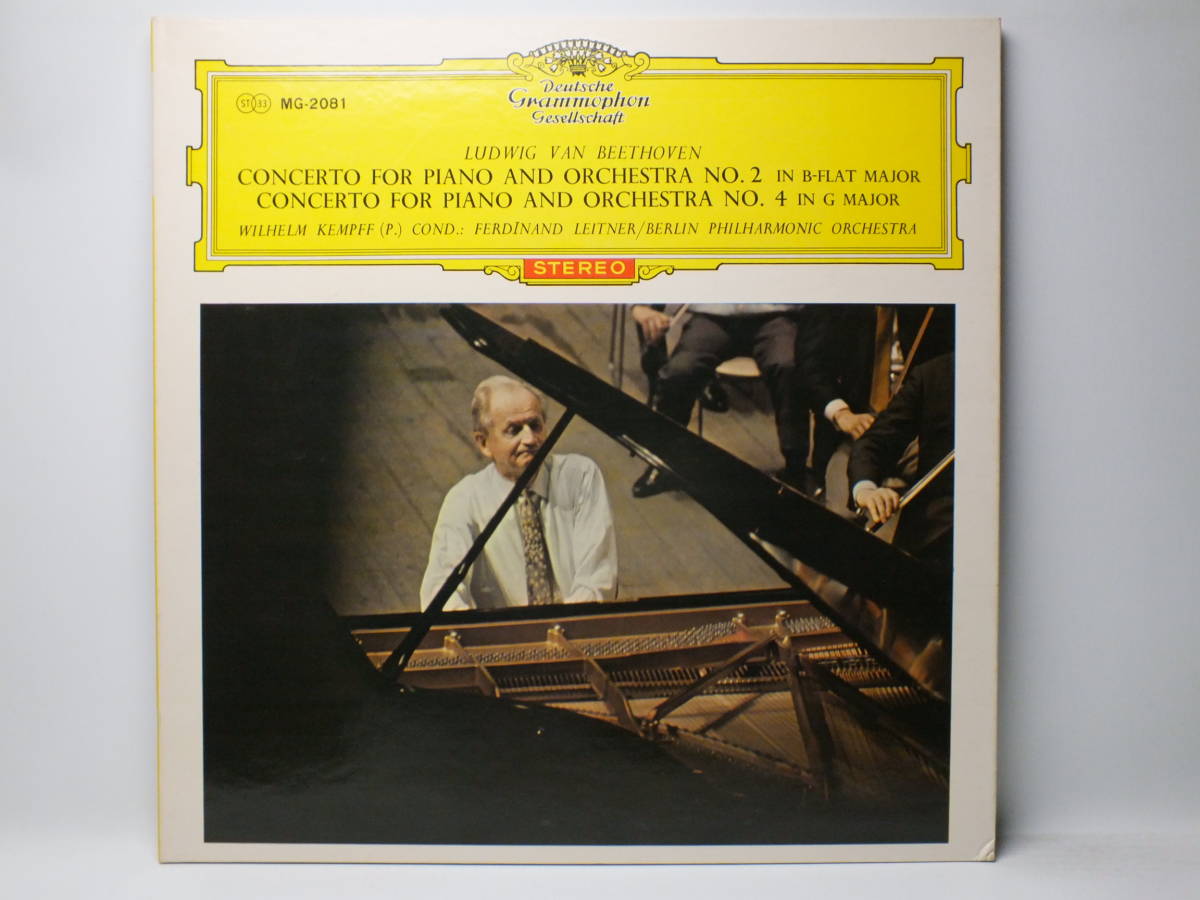 Deutsche
Grammophon
Gesellschaft
ST 33 MG-2081
LUDWIG VAN BEETHOVEN
CONCERTO FOR PIANO AND ORCHESTRA NO. 2 IN B-FLAT MAJOR
CONCERTO FOR PIANO AND ORCHESTRA NO. 4 IN G MAJOR
WILHELM KEMPFF (P.) COND.: FERDINAND LEITNER/BERLIN PHILHARMONIC ORCHESTRA
STEREO